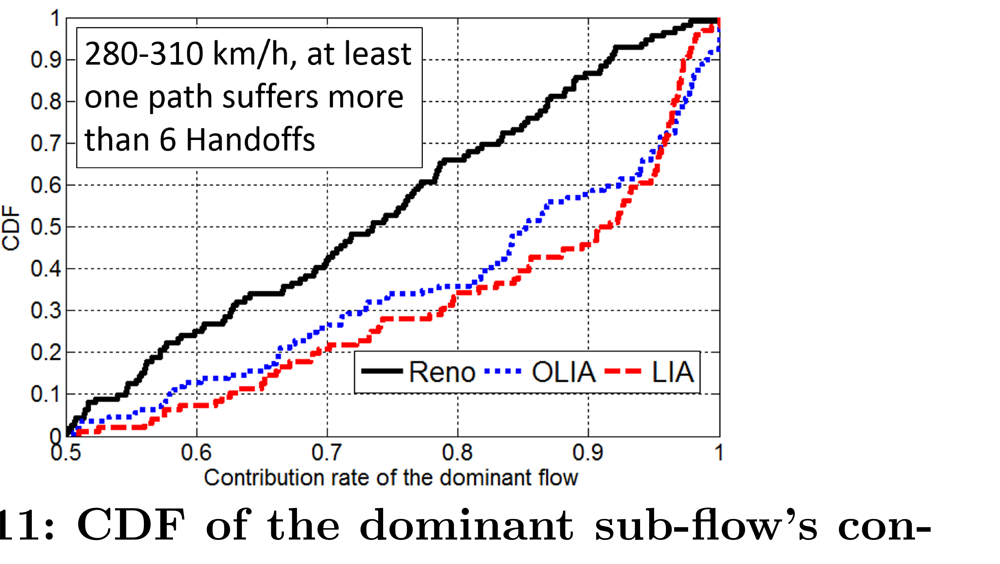 1
0.9
0.8
0.7
0.6
0.5
0.4
0.3
0.2
0.1
0
CDF
280-310 km/h, at least
one path suffers more
than 6 Handoffs
Reno OLIA LIA
0.5 0.6 0.7 0.8 0.9 1
Contribution rate of the dominant flow
11: CDF of the dominant sub-flow's con-